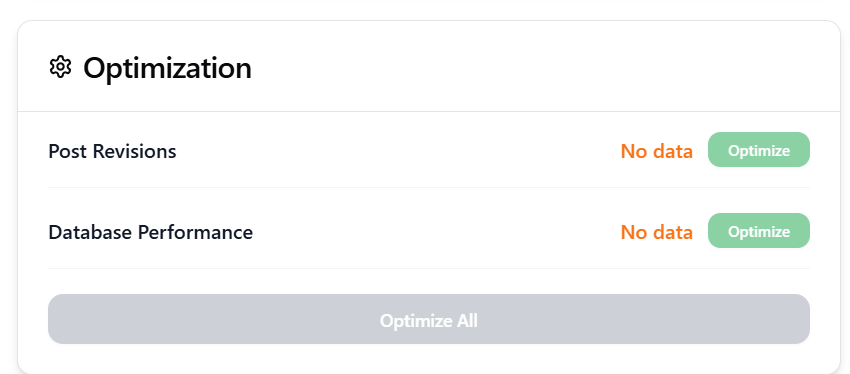 Optimization
Post Revisions No data Optimize
Database Performance No data Optimize
Optimize All